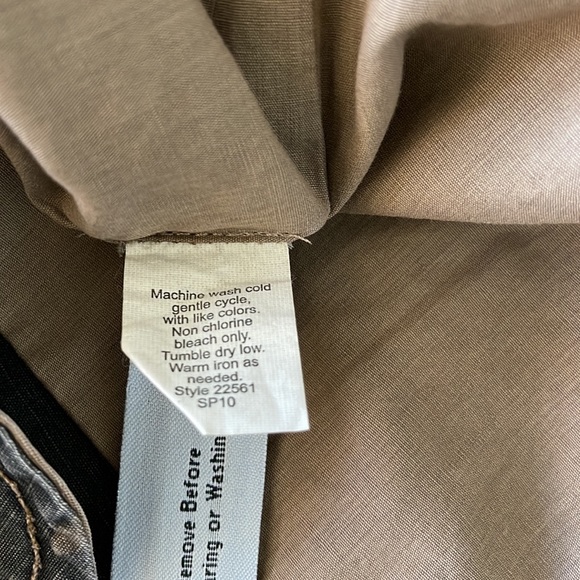 Machine wash cold
gentle cycle,
with like colors.
Non chlorine
bleach only.
Tumble dry low.
Warm iron as
needed.
Style 22561
SP10
emove Before
aring or Washin